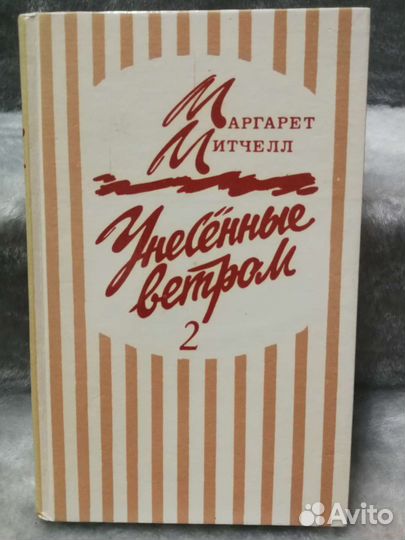 Маргарет
Митчелл
Унесённые
ветром
2
Avito